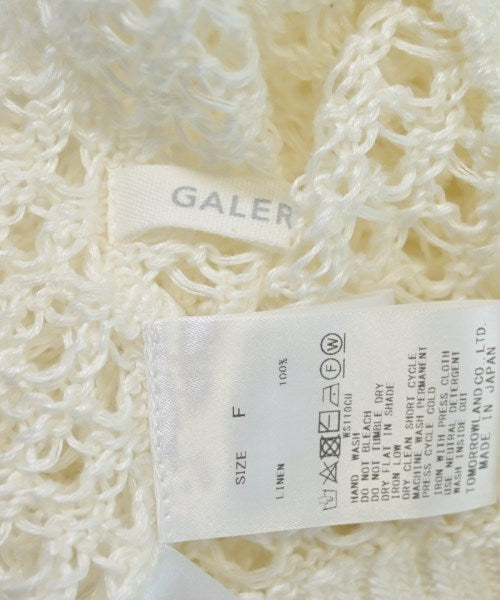 GALER
SIZE F
LINEN 100%
WS110CU
HAND WASH
DO NOT BLEACH
DO NOT TUMBLE DRY
DRY FLAT IN SHADE
IRON LOW
DRY CLEAN SHORT CYCLE
MACHINE WASH PERMANENT
PRESS CYCLE COLD
IRON WITH PRESS CLOTH
USE NEUTRAL DETERGENT
WASH INSIDE OUT
TOMORROWLAND CO., LTD.
MADE IN JAPAN